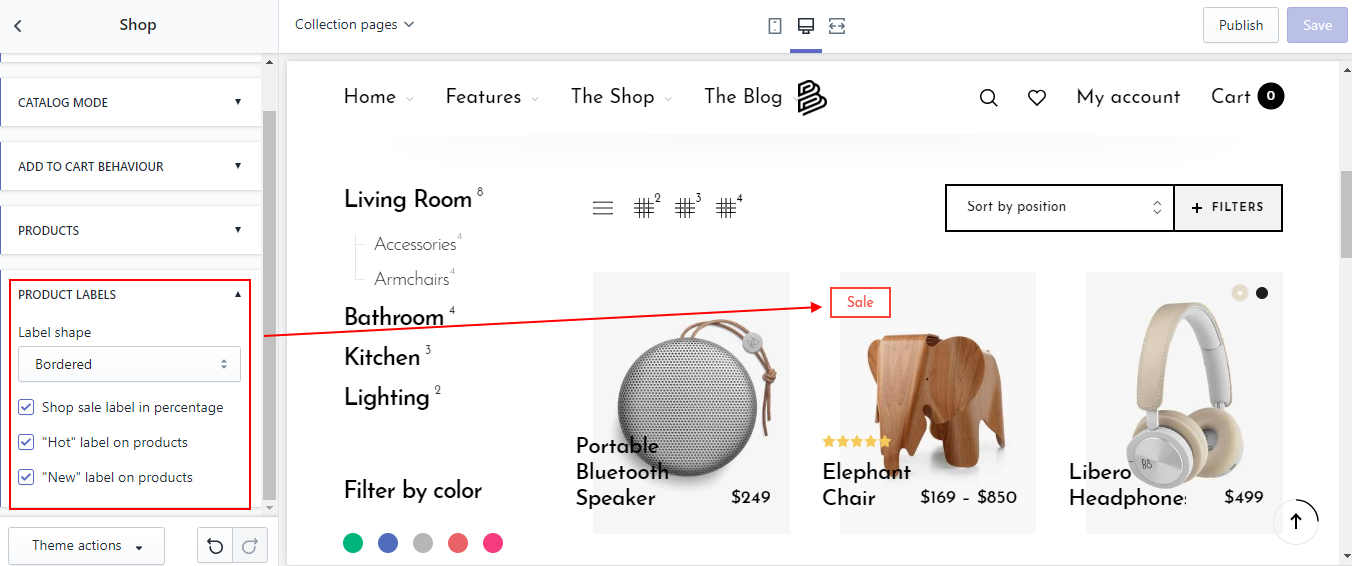 Shop
Collection pages
Publish
Save
CATALOG MODE
ADD TO CART BEHAVIOUR
PRODUCTS
PRODUCT LABELS
Label shape
Bordered
Shop sale label in percentage
"Hot" label on products
"New" label on products
Theme actions
Home
Features
The Shop
The Blog
My account
Cart 0
Living Room 8
Accessories 4
Armchairs 4
Bathroom 4
Kitchen 3
Lighting 2
Filter by color
2 3 4
Sort by position
+ FILTERS
Portable
Bluetooth
Speaker
$249
Sale
Elephant
Chair
$169 – $850
Libero
Headphones
$499